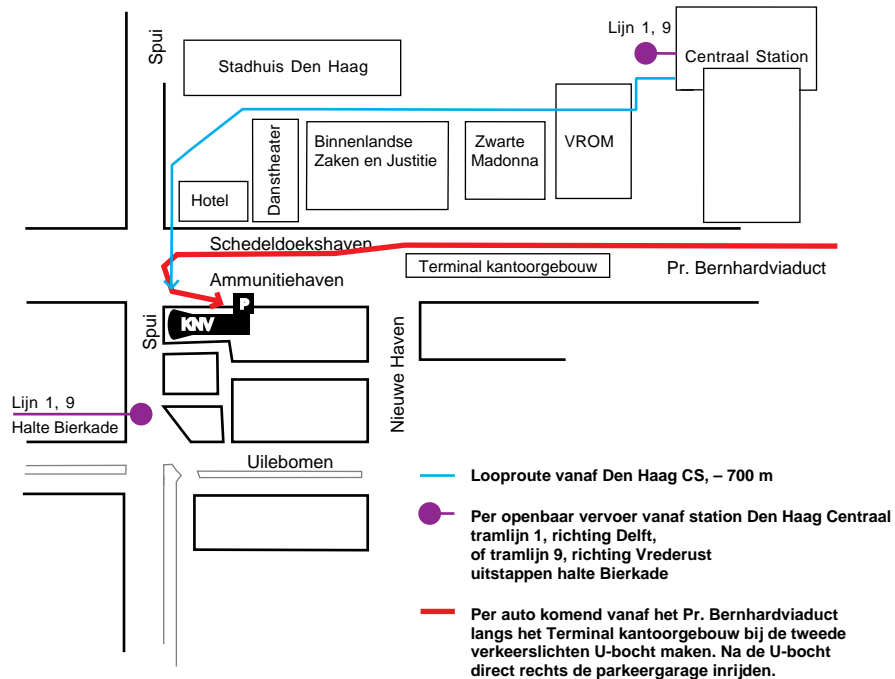 Spui
Lijn 1, 9
Stadhuis Den Haag
Centraal Station
Danstheater
Binnenlandse
Zaken en Justitie
Zwarte
Madonna
VROM
Hotel
Schedeldoekshaven
Terminal kantoorgebouw
Pr. Bernhardviaduct
Ammunitiehaven
P
KNV
Spui
Nieuwe Haven
Lijn 1, 9
Halte Bierkade
Uilebomen
Looproute vanaf Den Haag CS, – 700 m
Per openbaar vervoer vanaf station Den Haag Centraal
tramlijn 1, richting Delft,
of tramlijn 9, richting Vrederust
uitstappen halte Bierkade
Per auto komend vanaf het Pr. Bernhardviaduct
langs het Terminal kantoorgebouw bij de tweede
verkeerslichten U-bocht maken. Na de U-bocht
direct rechts de parkeergarage inrijden.